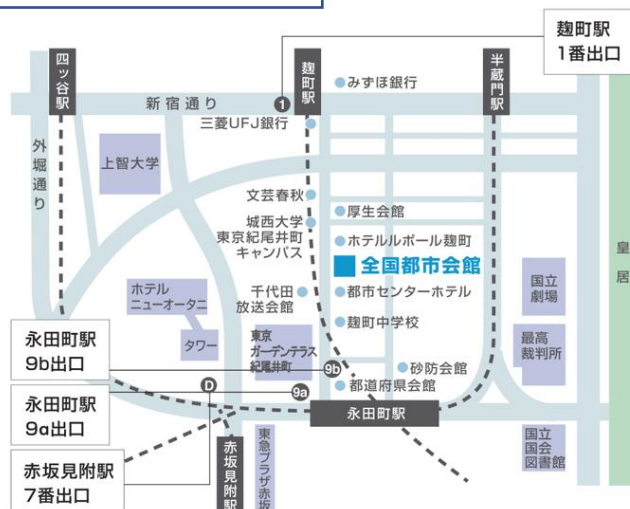 麹町駅
1番出口
四ッ谷駅
麹町駅
半蔵門駅
みずほ銀行
新宿通り
1
三菱UFJ銀行
外堀通り
上智大学
文芸春秋
厚生会館
城西大学
東京紀尾井町
キャンパス
ホテルルポール麹町
全国都市会館
皇居
ホテル
ニューオータニ
千代田
放送会館
都市センターホテル
国立
劇場
麹町中学校
タワー
東京
ガーデンテラス
紀尾井町
最高
裁判所
永田町駅
9b出口
9b
砂防会館
都道府県会館
永田町駅
9a出口
D
9a
永田町駅
赤坂見附駅
7番出口
赤坂見附駅
東急プラザ赤坂
国立
国会
図書館